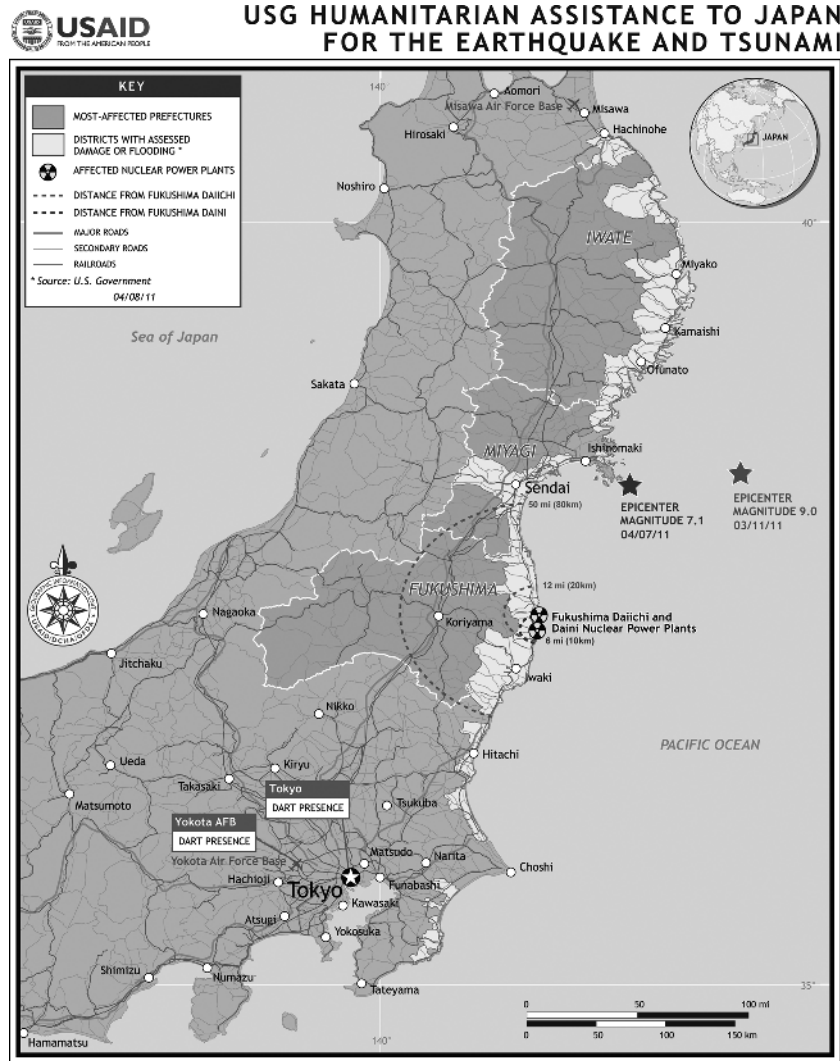 USAID
FROM THE AMERICAN PEOPLE
USG HUMANITARIAN ASSISTANCE TO JAPAN
FOR THE EARTHQUAKE AND TSUNAMI
KEY
MOST-AFFECTED PREFECTURES
DISTRICTS WITH ASSESSED
DAMAGE OR FLOODING *
AFFECTED NUCLEAR POWER PLANTS
DISTANCE FROM FUKUSHIMA DAIICHI
DISTANCE FROM FUKUSHIMA DAINI
MAJOR ROADS
SECONDARY ROADS
RAILROADS
* Source: U.S. Government
04/08/11
140°
Aomori
Misawa Air Force Base
Misawa
Hirosaki
Hachinohe
JAPAN
Noshiro
40°
IWATE
Miyako
Sea of Japan
Kamaishi
Ofunato
Sakata
MIYAGI
Ishinomaki
Sendai
EPICENTER
MAGNITUDE 7.1
04/07/11
EPICENTER
MAGNITUDE 9.0
03/11/11
50 mi (80km)
FUKUSHIMA
12 mi (20km)
Nagaoka
Koriyama
Fukushima Daiichi and
Daini Nuclear Power Plants
6 mi (10km)
GEOGRAPHIC INFORMATION UNIT
USAID/DCHA/OFDA
Jitchaku
Iwaki
Nikko
PACIFIC OCEAN
Hitachi
Ueda
Kiryu
Takasaki
Matsumoto
Tokyo
DART PRESENCE
Tsukuba
Yokota AFB
DART PRESENCE
Yokota Air Force Base
Matsudo
Narita
Choshi
Hachioji
Tokyo
Funabashi
Kawasaki
Atsugi
Yokosuka
Shimizu
Numazu
Tateyama
35°
0 50 100 mi
0 50 100 150 km
Hamamatsu
140°